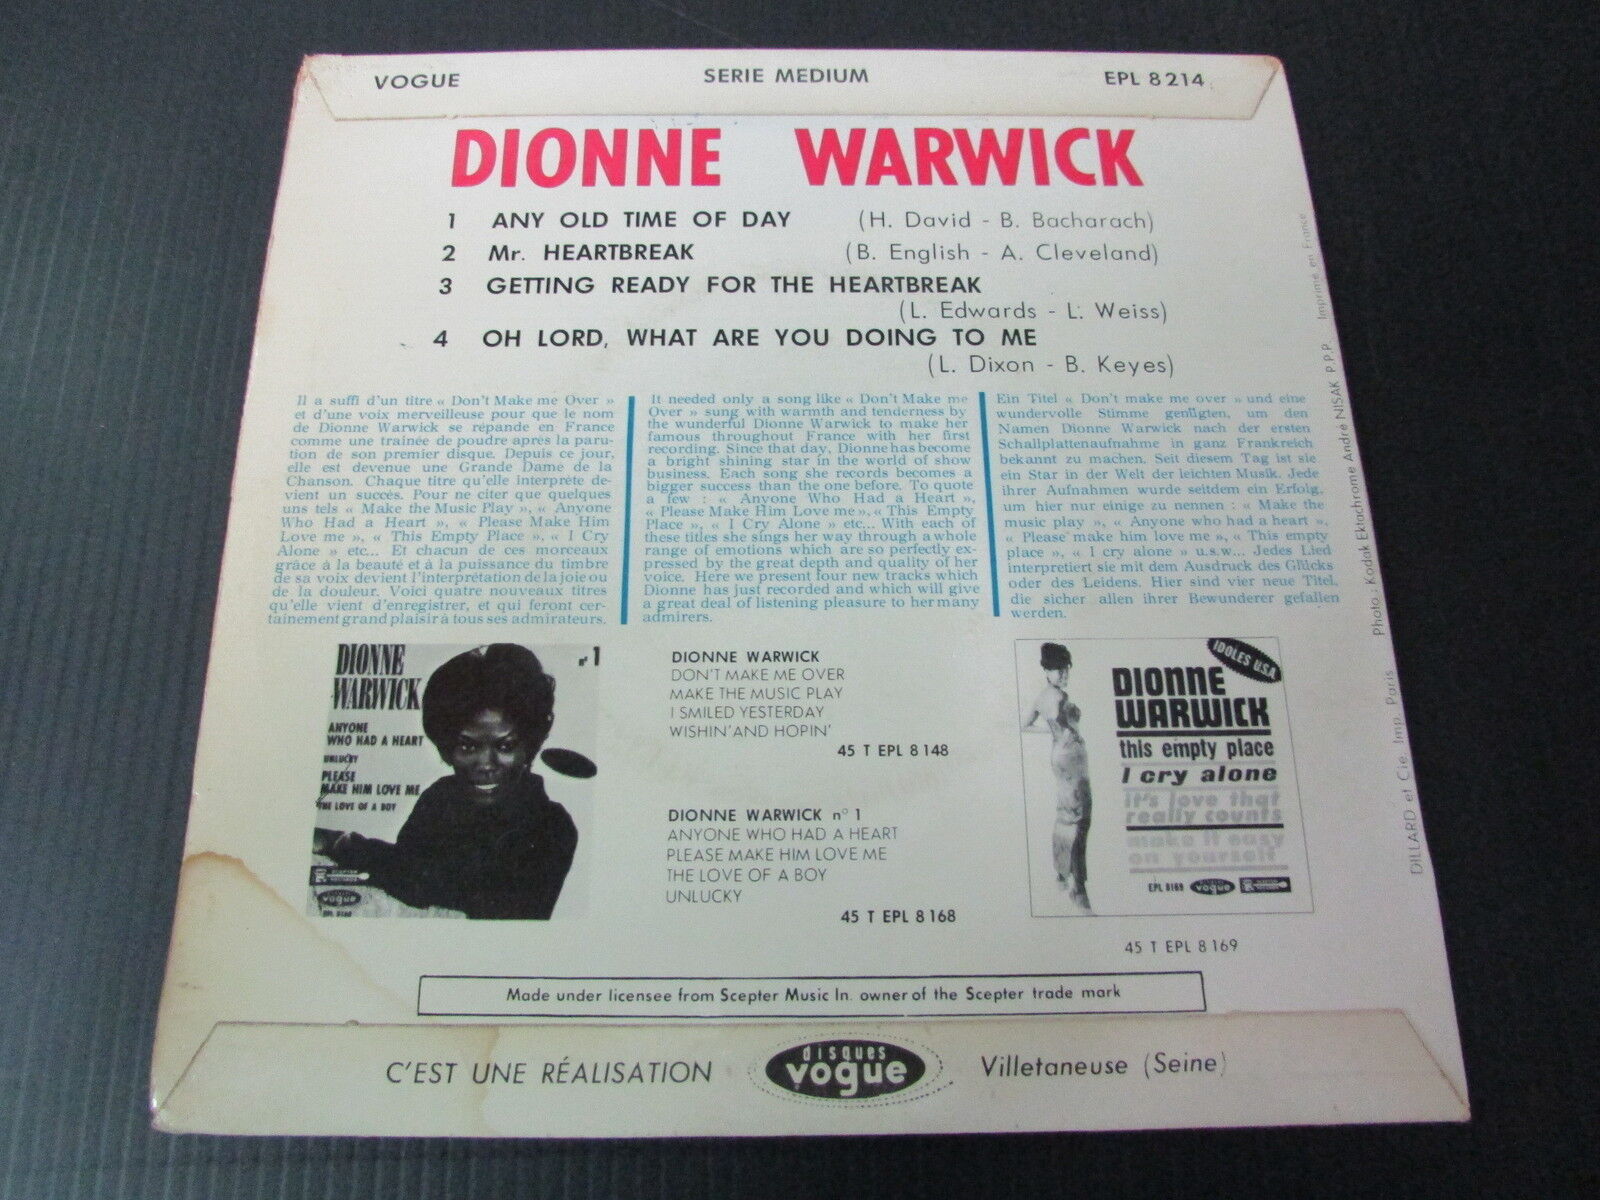 VOGUE SERIE MEDIUM EPL 8214
DIONNE WARWICK
1 ANY OLD TIME OF DAY (H. David - B. Bacharach)
2 Mr. HEARTBREAK (B. English - A. Cleveland)
3 GETTING READY FOR THE HEARTBREAK
(L. Edwards - L. Weiss)
4 OH LORD, WHAT ARE YOU DOING TO ME
(L. Dixon - B. Keyes)
Il a suffi d'un titre « Don't Make me Over »
et d'une voix merveilleuse pour que le nom
de Dionne Warwick se répande en France
comme une trainée de poudre après la paru-
tion de son premier disque. Depuis ce jour,
elle est devenue une Grande Dame de la
Chanson. Chaque titre qu'elle interprète de-
vient un succès. Pour ne citer que quelques
uns tels « Make the Music Play », « Anyone
Who Had a Heart », « Please Make Him
Love me », « This Empty Place », « I Cry
Alone » etc... Et chacun de ces morceaux
grâce à la beauté et à la puissance du timbre
de sa voix devient l'interprétation de la joie ou
de la douleur. Voici quatre nouveaux titres
qu'elle vient d'enregistrer, et qui feront cer-
tainement grand plaisir à tous ses admirateurs.
It needed only a song like « Don't Make me
Over » sung with warmth and tenderness by
the wunderful Dionne Warwick to make her
famous throughout France with her first
recording. Since that day, Dionne has become
a bright shining star in the world of show
business. Each song she records becomes a
bigger success than the one before. To quote
a few : « Anyone Who Had a Heart »,
« Please Make Him Love me », « This Empty
Place », « I Cry Alone » etc... With each of
these titles she sings her way through a whole
range of emotions which are so perfectly ex-
pressed by the great depth and quality of her
voice. Here we present four new tracks which
Dionne has just recorded and which will give
a great deal of listening pleasure to her many
admirers.
Ein Titel « Don't make me over » und eine
wundervolle Stimme genügten, um den
Namen Dionne Warwick nach der ersten
Schallplattenaufnahme in ganz Frankreich
bekannt zu machen. Seit diesem Tag ist sie
ein Star in der Welt der leichten Musik. Jede
ihrer Aufnahmen wurde seitdem ein Erfolg,
um hier nur einige zu nennen : « Make the
music play », « Anyone who had a heart »,
« Please make him love me », « This empty
place », « I cry alone » u.s.w... Jedes Lied
interpretiert sie mit dem Ausdruck des Glücks
oder des Leidens. Hier sind vier neue Titel,
die sicher allen ihrer Bewunderer gefallen
werden.
DIONNE WARWICK n° 1
ANYONE
WHO HAD A HEART
UNLUCKY
PLEASE
MAKE HIM LOVE ME
THE LOVE OF A BOY
SCEPTER
vogue
DIONNE WARWICK
DON'T MAKE ME OVER
MAKE THE MUSIC PLAY
I SMILED YESTERDAY
WISHIN' AND HOPIN'
45 T EPL 8148
DIONNE WARWICK n° 1
ANYONE WHO HAD A HEART
PLEASE MAKE HIM LOVE ME
THE LOVE OF A BOY
UNLUCKY
45 T EPL 8168
IDOLES USA
DIONNE
WARWICK
this empty place
I cry alone
it's love that
really counts
make it easy
on yourself
EPL 8169 vogue
45 T EPL 8169
DILLARD et Cie. Imp. Paris Photo : Kodak Ektachrome André NISAK P.P.P. Imprimé en France
Made under licensee from Scepter Music In. owner of the Scepter trade mark
C'EST UNE RÉALISATION disques vogue Villetaneuse (Seine)